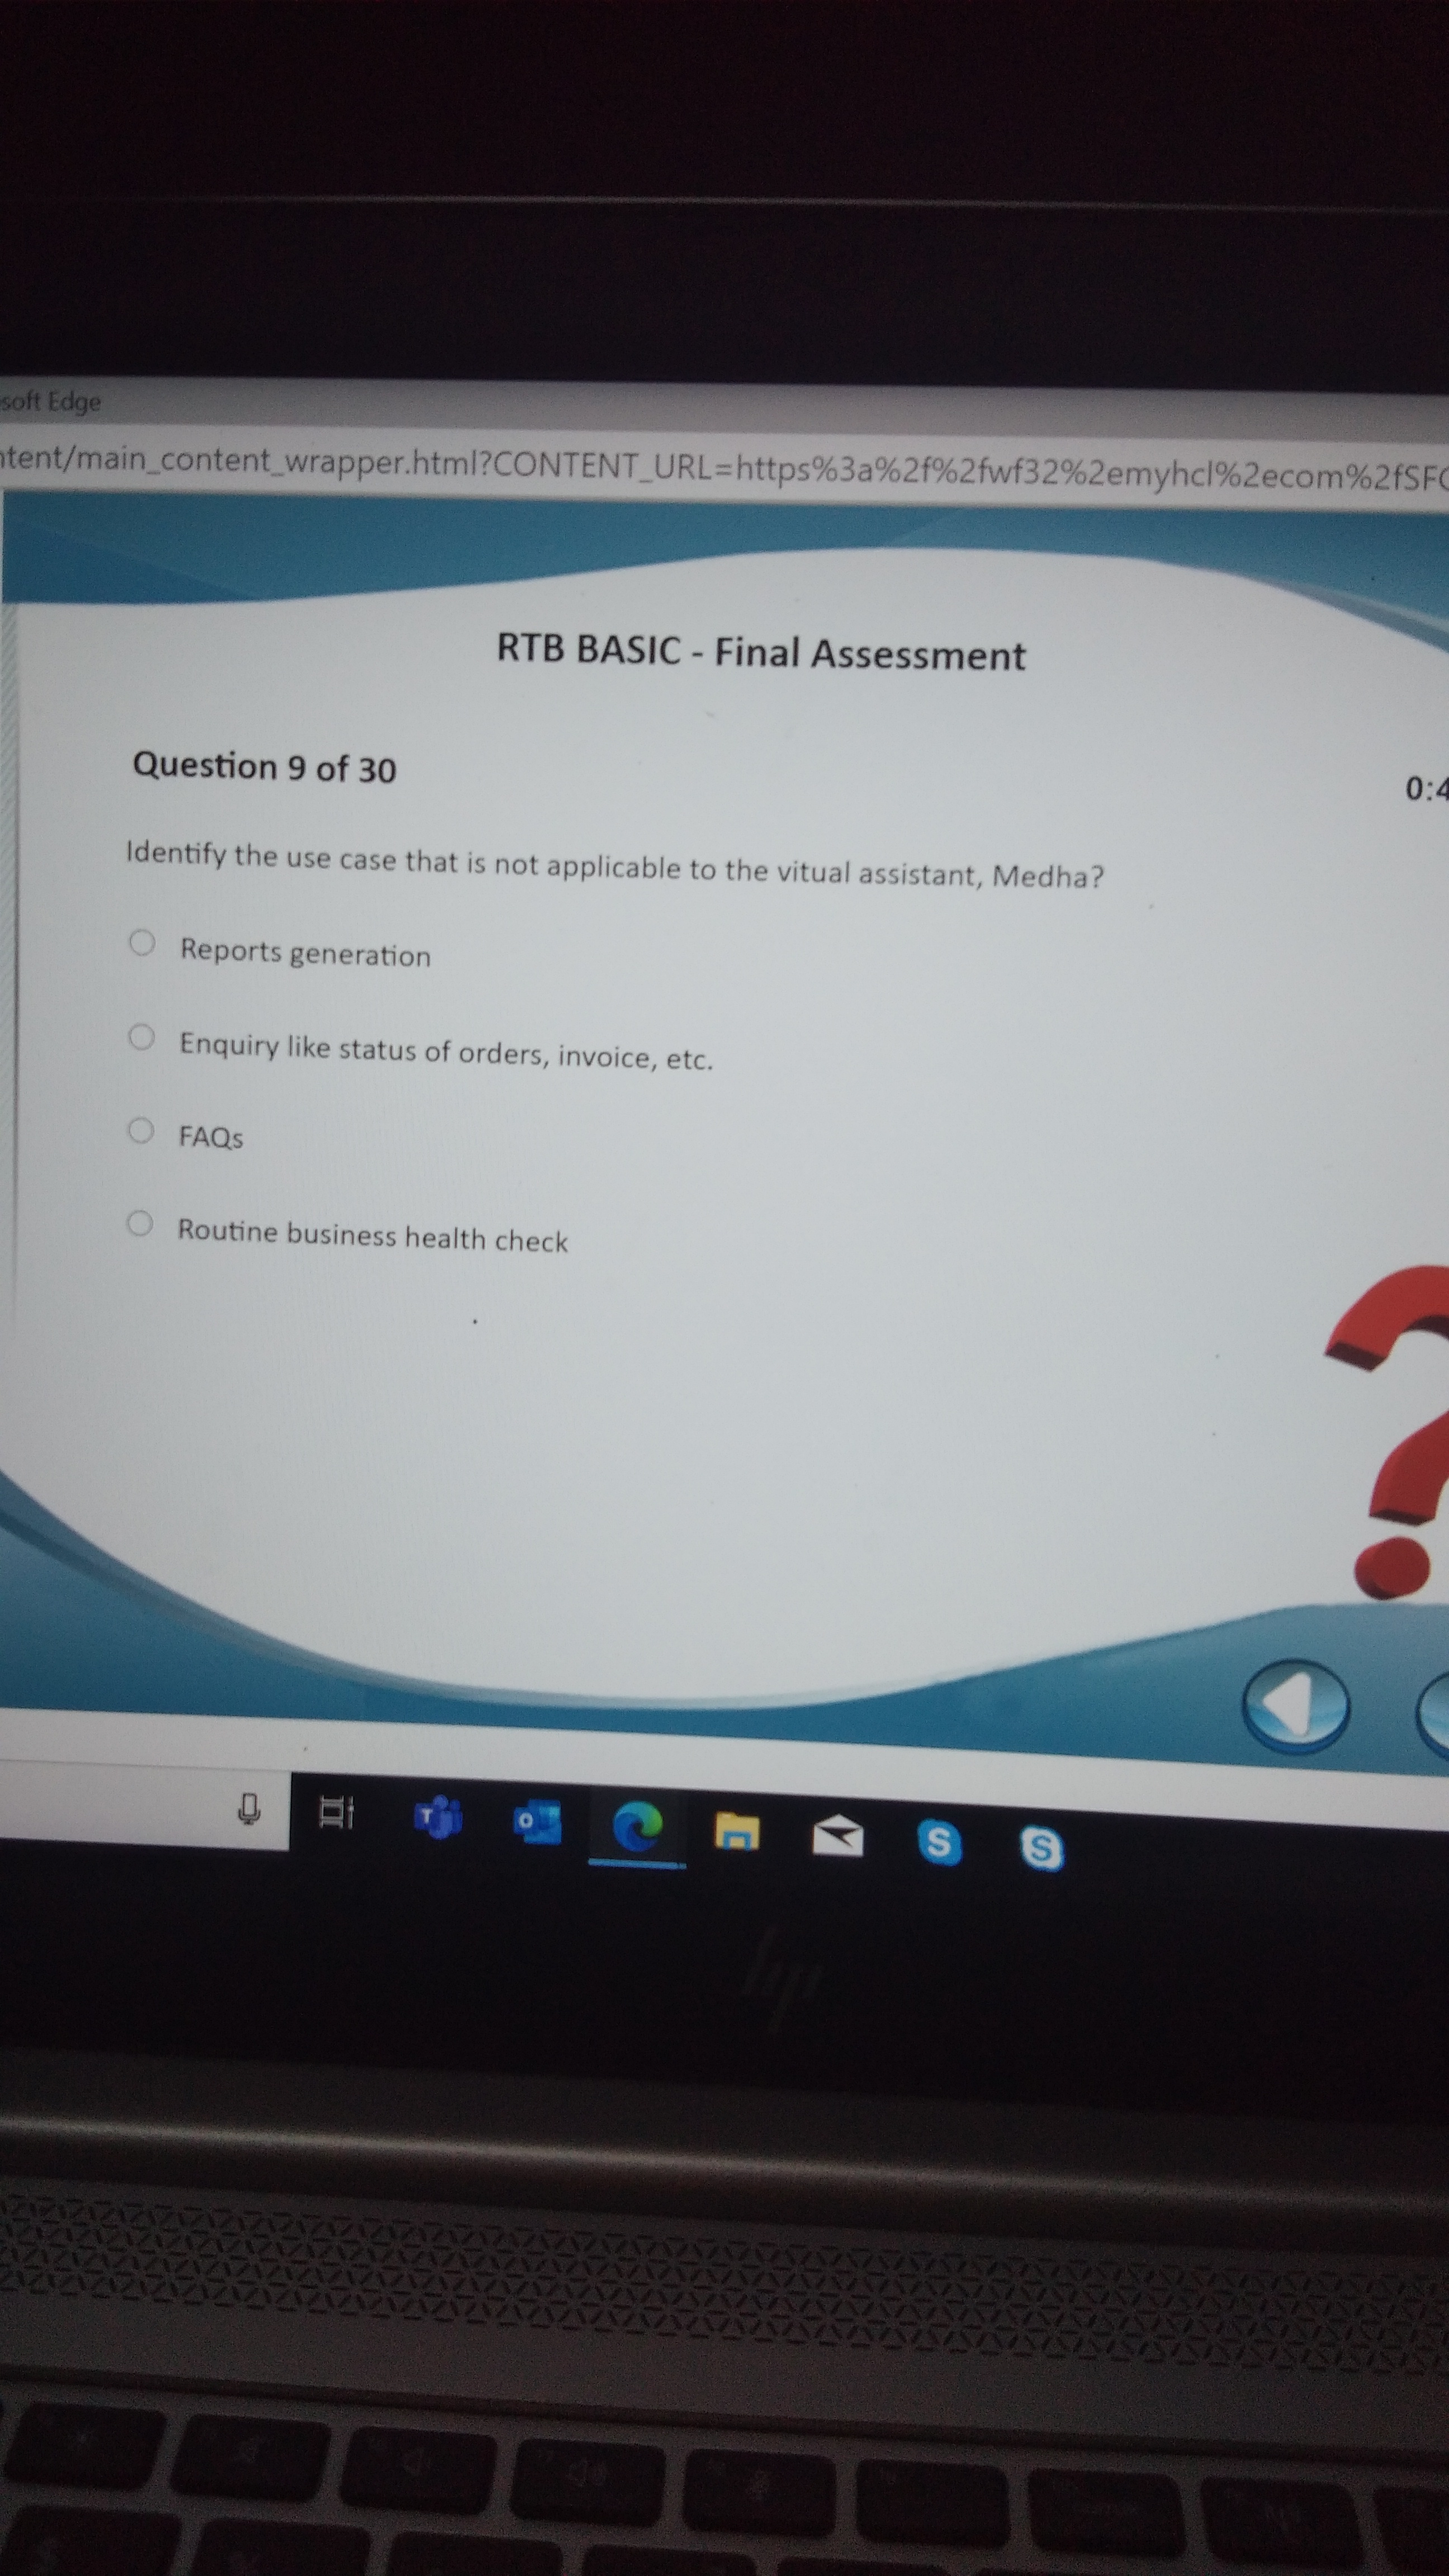 soft Edge
ntent/main_content_wrapper.html?CONTENT_URL=https%3a%2f%2fwf32%2emyhcl%2ecom%2fSF
RTB BASIC - Final Assessment
Question 9 of 30
0:4
Identify the use case that is not applicable to the vitual assistant, Medha?
Reports generation
Enquiry like status of orders, invoice, etc.
FAQs
Routine business health check
hp